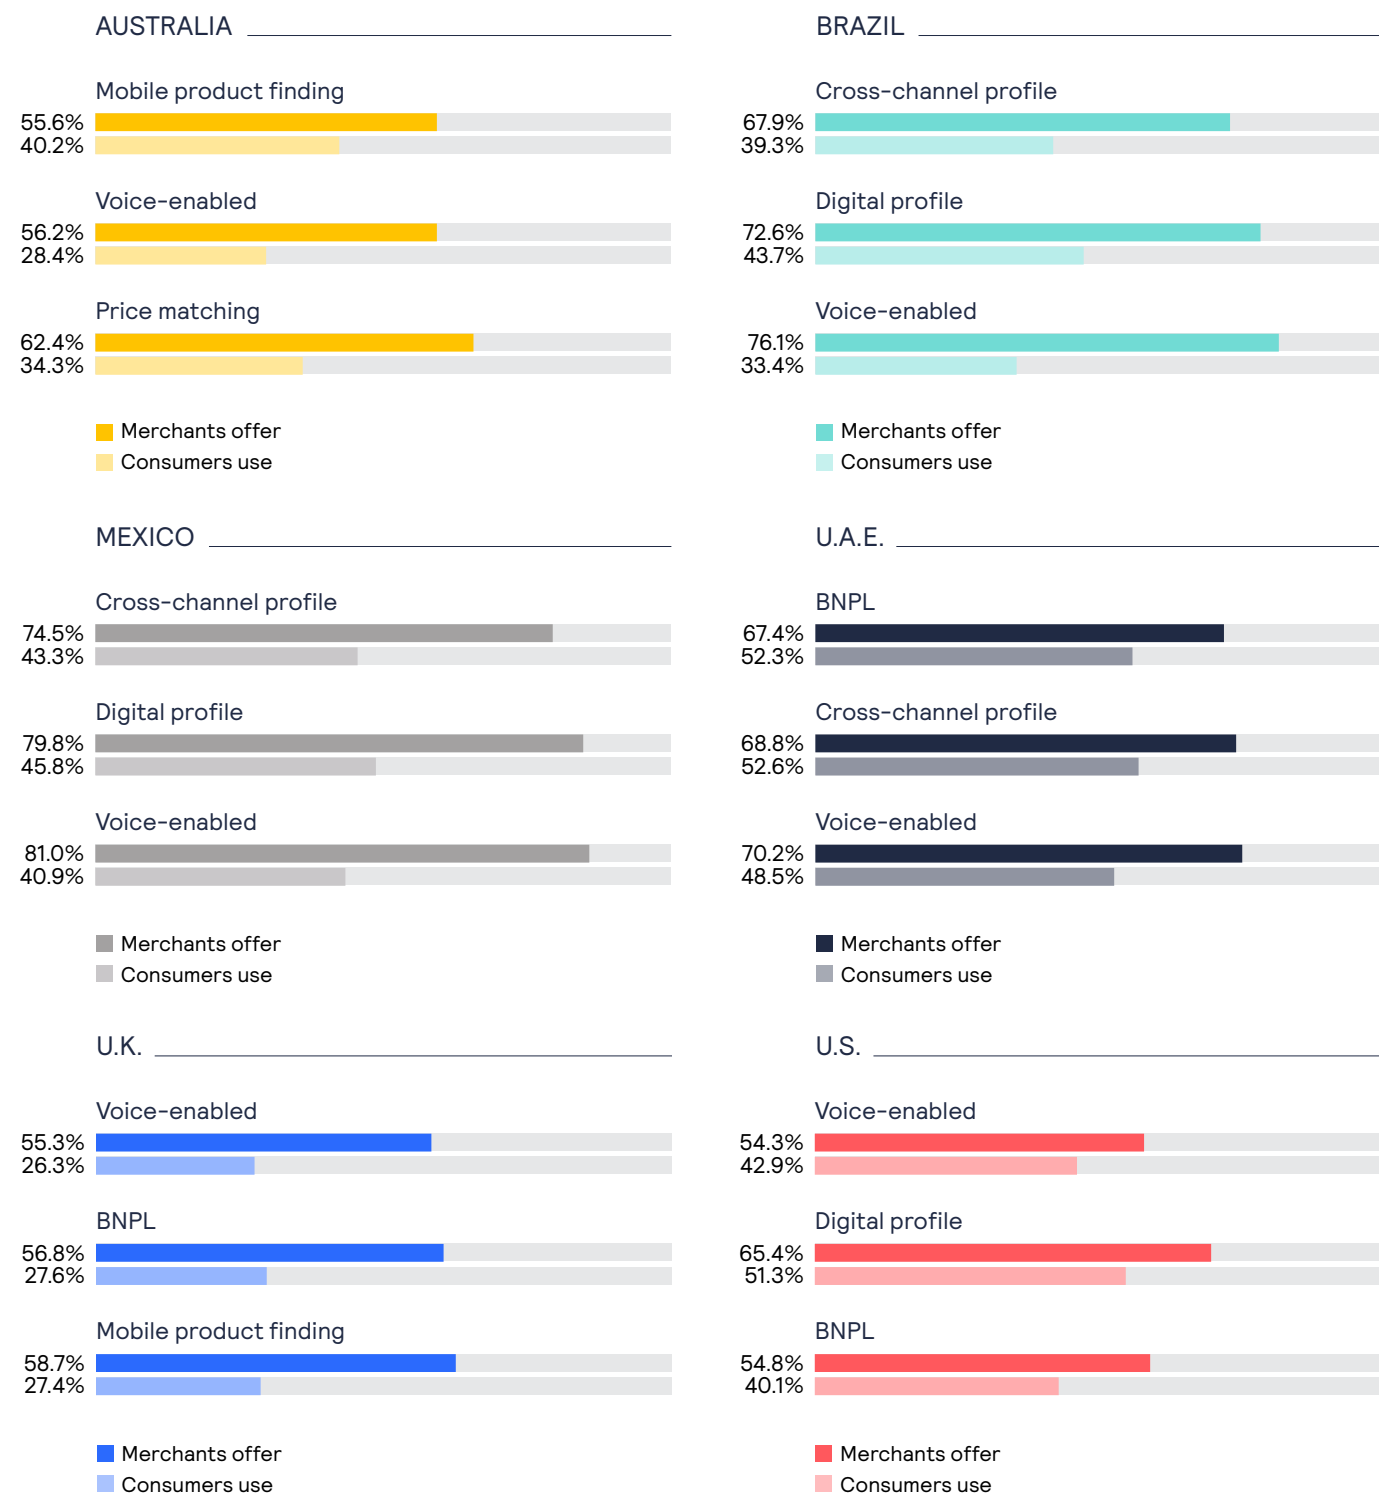 AUSTRALIA
Mobile product finding
55.6%
40.2%
Voice-enabled
56.2%
28.4%
Price matching
62.4%
34.3%
Merchants offer
Consumers use
BRAZIL
Cross-channel profile
67.9%
39.3%
Digital profile
72.6%
43.7%
Voice-enabled
76.1%
33.4%
Merchants offer
Consumers use
MEXICO
Cross-channel profile
74.5%
43.3%
Digital profile
79.8%
45.8%
Voice-enabled
81.0%
40.9%
Merchants offer
Consumers use
U.A.E.
BNPL
67.4%
52.3%
Cross-channel profile
68.8%
52.6%
Voice-enabled
70.2%
48.5%
Merchants offer
Consumers use
U.K.
Voice-enabled
55.3%
26.3%
BNPL
56.8%
27.6%
Mobile product finding
58.7%
27.4%
Merchants offer
Consumers use
U.S.
Voice-enabled
54.3%
42.9%
Digital profile
65.4%
51.3%
BNPL
54.8%
40.1%
Merchants offer
Consumers use